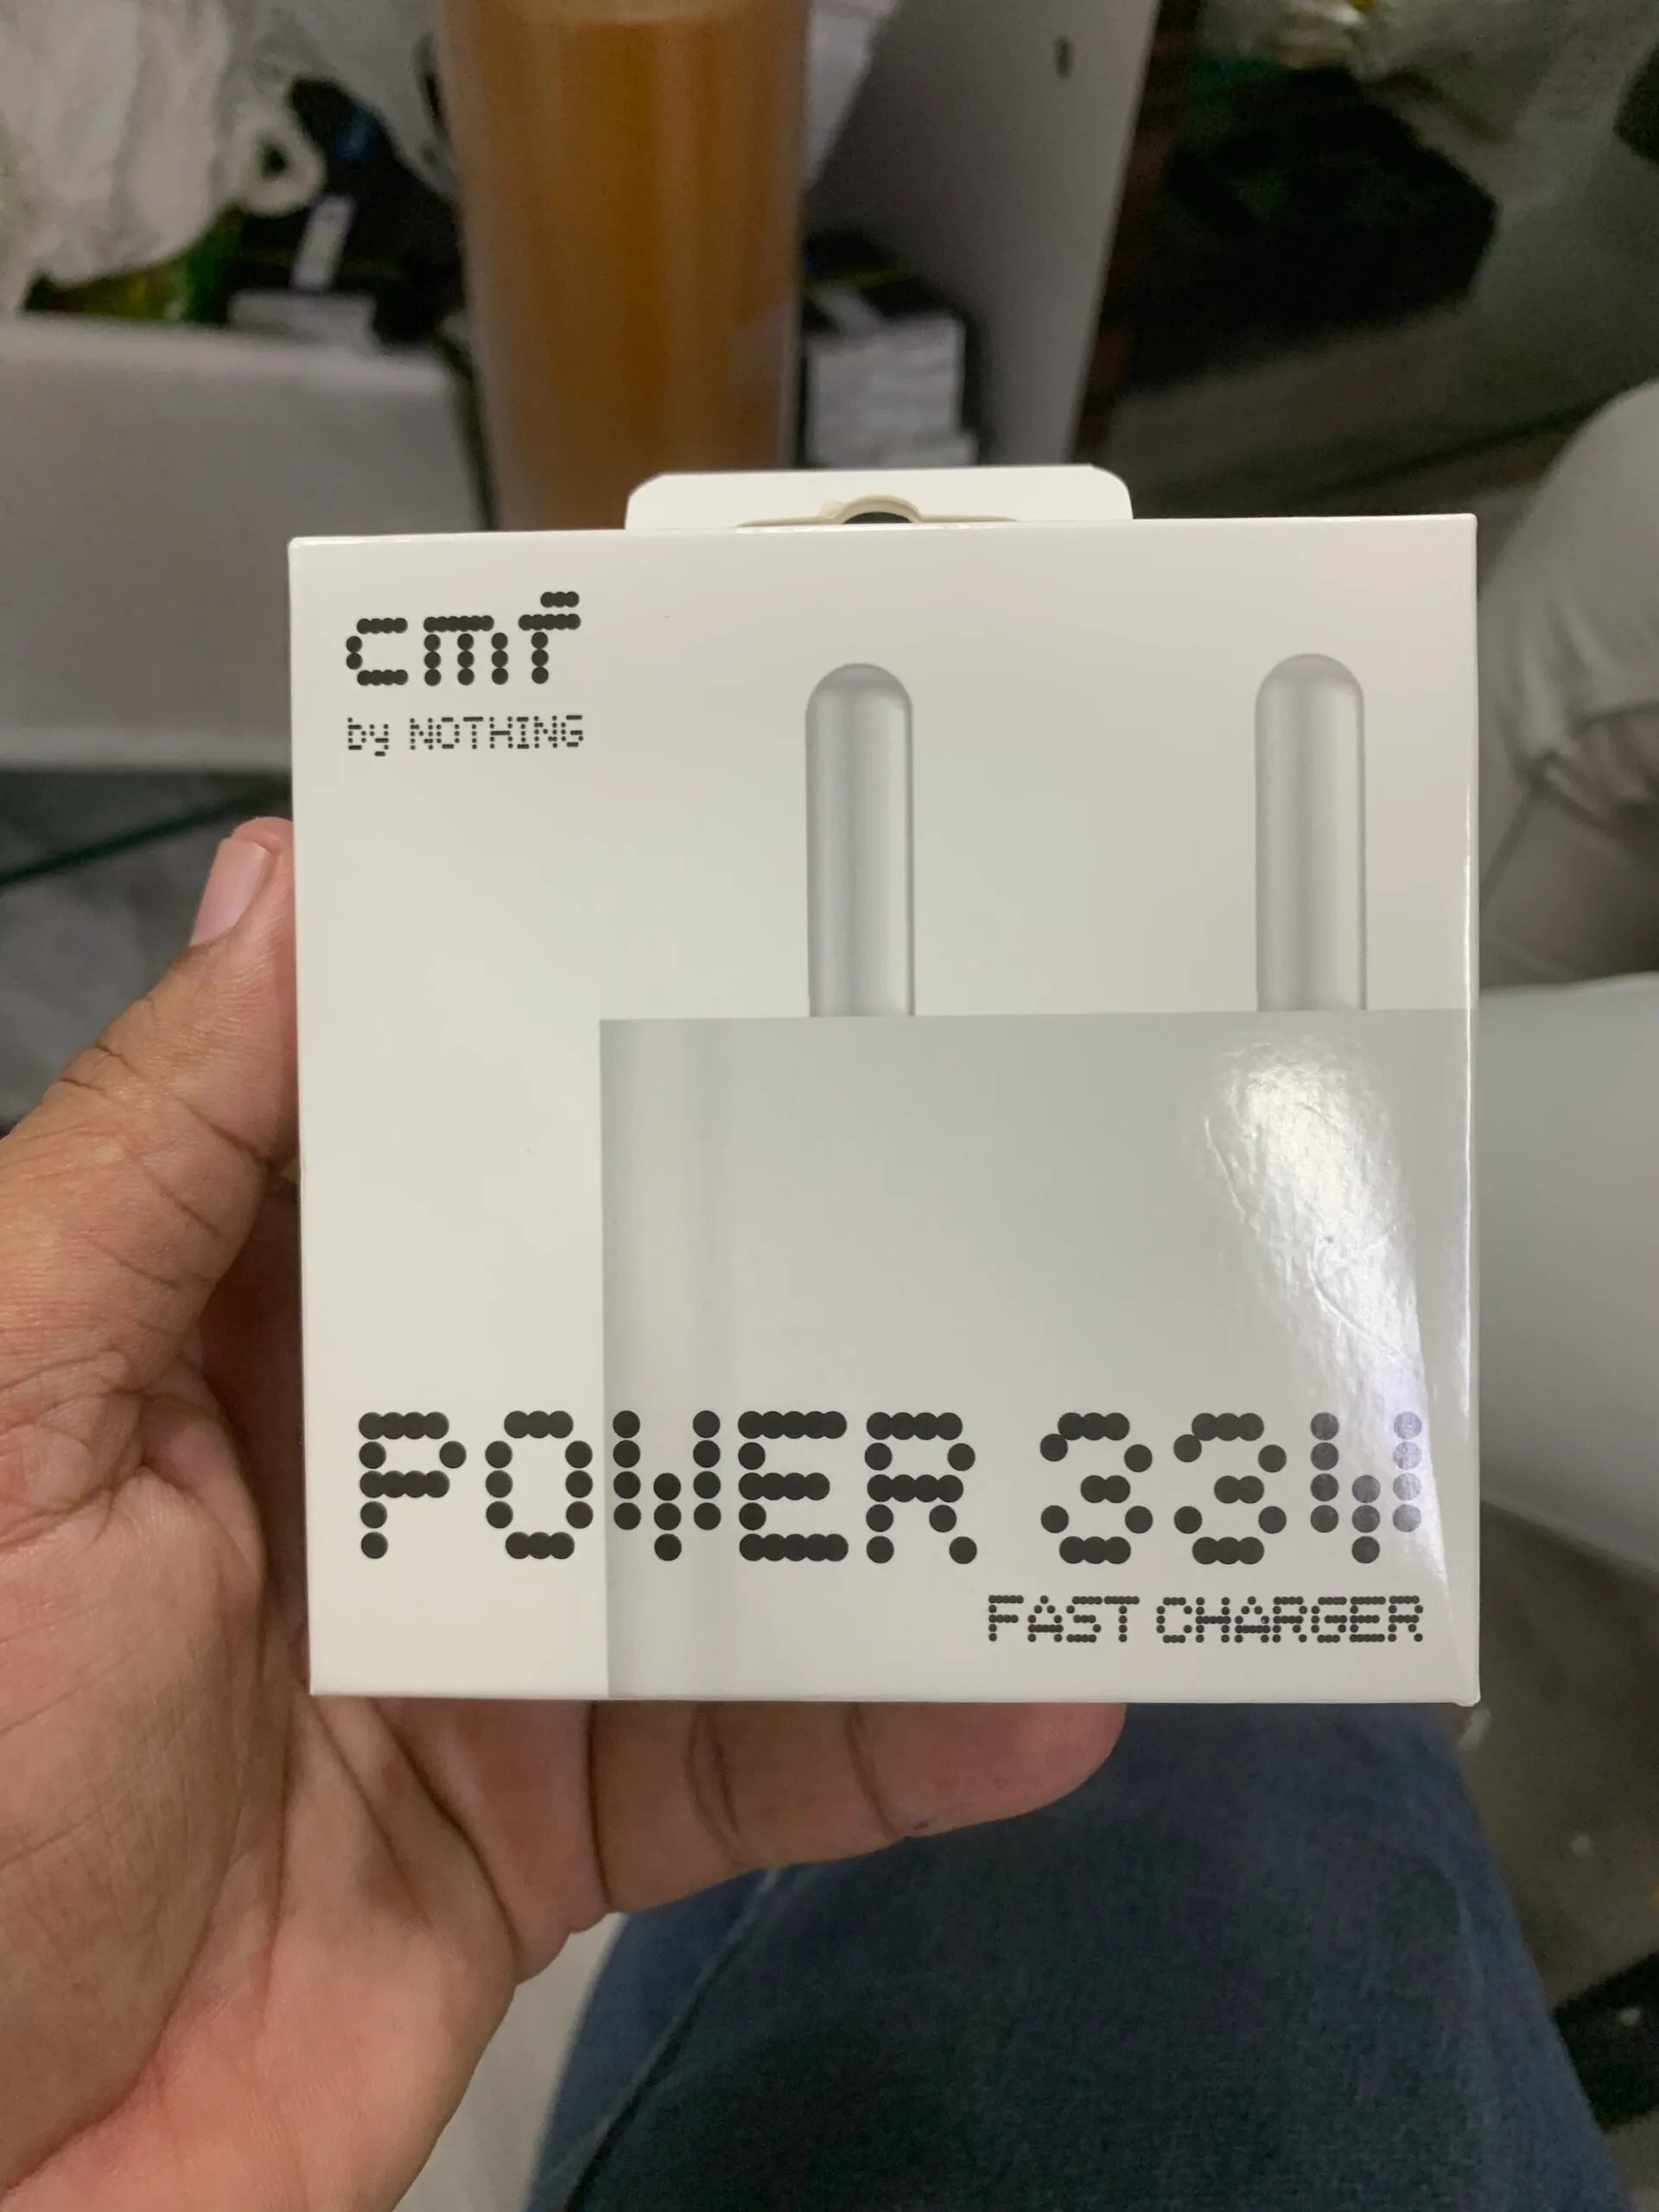 cmf
by NOTHING
POWER 33W
FAST CHARGER